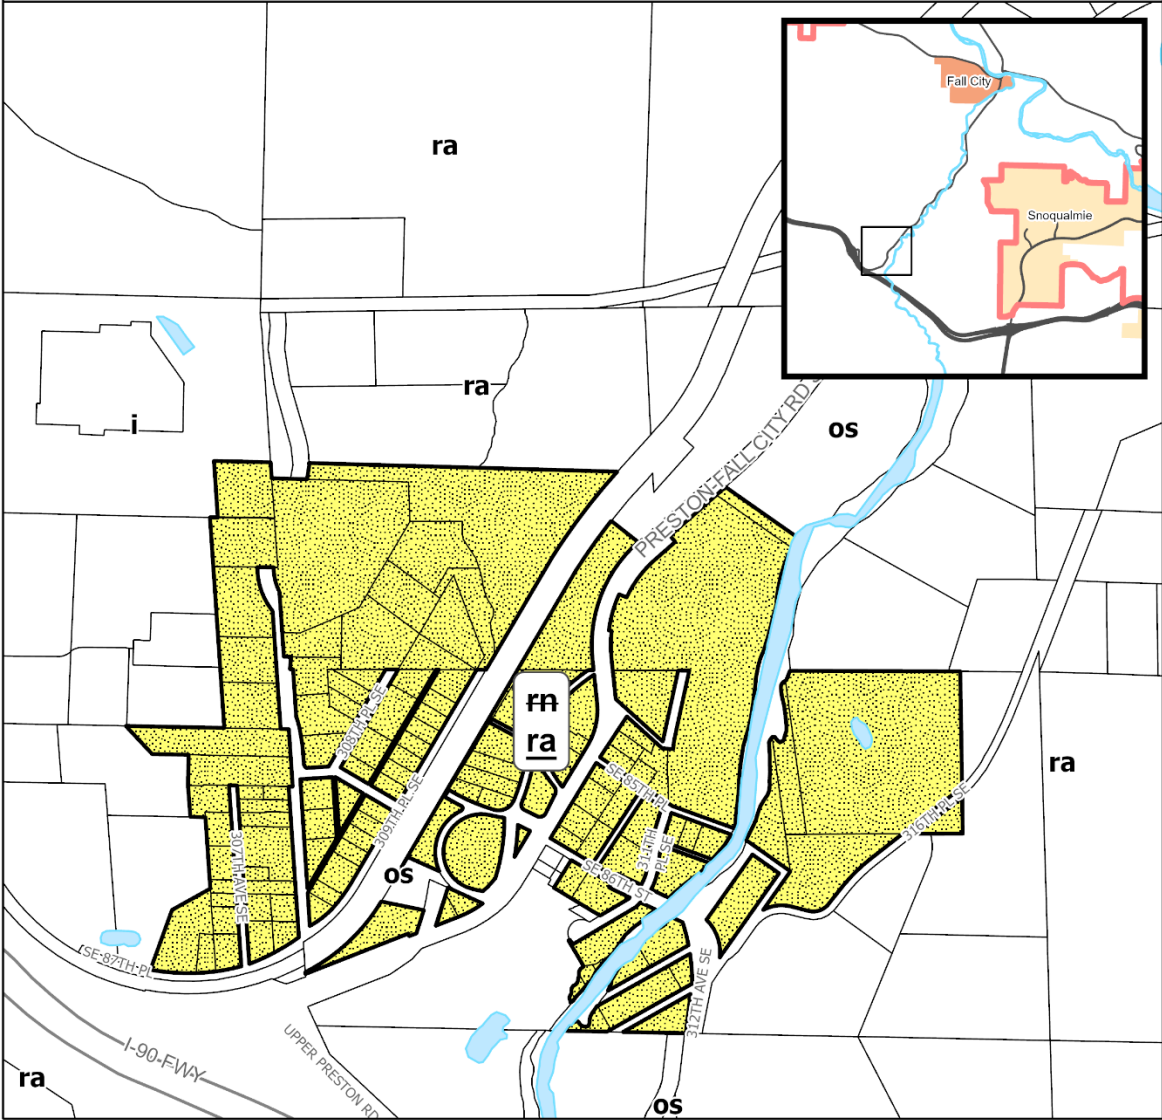 ra
Fall City
Snoqualmie
ra
i
os
PRESTON-FALL CITY RD S
rn
ra
308TH PL SE
309TH PL SE
SE 85TH PL
311TH
PL SE
SE 86TH ST
316TH PL SE
ra
os
307TH AVE SE
SE 87TH PL
312TH AVE SE
I-90-FWY
UPPER PRESTON RD
ra
os